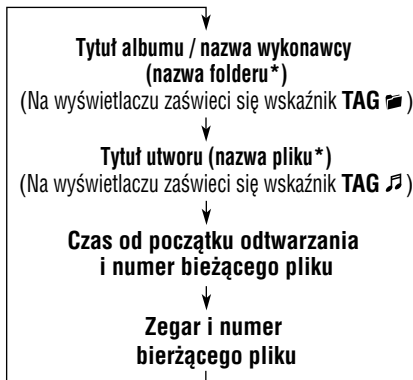 Tytuł albumu / nazwa wykonawcy
(nazwa folderu*)
(Na wyświetlaczu zaświeci się wskaźnik TAG)
Tytuł utworu (nazwa pliku*)
(Na wyświetlaczu zaświeci się wskaźnik TAG)
Czas od początku odtwarzania
i numer bieżącego pliku
Zegar i numer
bierżącego pliku